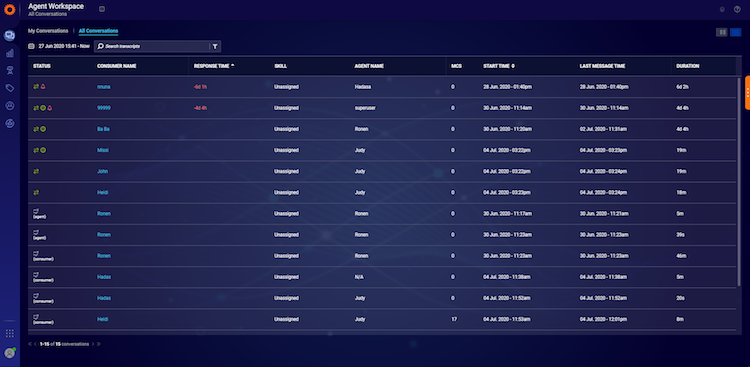 Agent Workspace
All Conversations
My Conversations All Conversations
27 Jun 2020 15:41 - Now Search transcripts
STATUS CONSUMER NAME RESPONSE TIME SKILL AGENT NAME MCS START TIME LAST MESSAGE TIME DURATION
-6d 1h Unassigned Hadasa 0 28 Jun. 2020 - 01:40pm 28 Jun. 2020 - 01:40pm 6d 2h
99999 -4d 4h Unassigned superuser 0 30 Jun. 2020 - 11:14am 30 Jun. 2020 - 11:14am 4d 4h
Ba Ba Unassigned Ronen 0 30 Jun. 2020 - 11:20am 02 Jul. 2020 - 11:31am 4d 4h
Missi Unassigned Judy 0 04 Jul. 2020 - 03:22pm 04 Jul. 2020 - 03:23pm 19m
John Unassigned Judy 0 04 Jul. 2020 - 03:22pm 04 Jul. 2020 - 03:24pm 19m
Heidi Unassigned Judy 0 04 Jul. 2020 - 03:23pm 04 Jul. 2020 - 03:24pm 18m
(agent) Ronen Unassigned Ronen 0 30 Jun. 2020 - 11:17am 30 Jun. 2020 - 11:21am 5m
(agent) Ronen Unassigned Ronen 0 30 Jun. 2020 - 11:23am 30 Jun. 2020 - 11:23am 39s
(consumer) Ronen Unassigned Ronen 0 30 Jun. 2020 - 11:23am 30 Jun. 2020 - 11:23am 46m
(consumer) Hadas Unassigned N/A 0 04 Jul. 2020 - 11:38am 04 Jul. 2020 - 11:38am 5m
(consumer) Hadas Unassigned Judy 0 04 Jul. 2020 - 11:52am 04 Jul. 2020 - 11:52am 20s
(consumer) Heidi Unassigned Judy 17 04 Jul. 2020 - 11:53am 04 Jul. 2020 - 12:01pm 8m
1-15 of 15 conversations